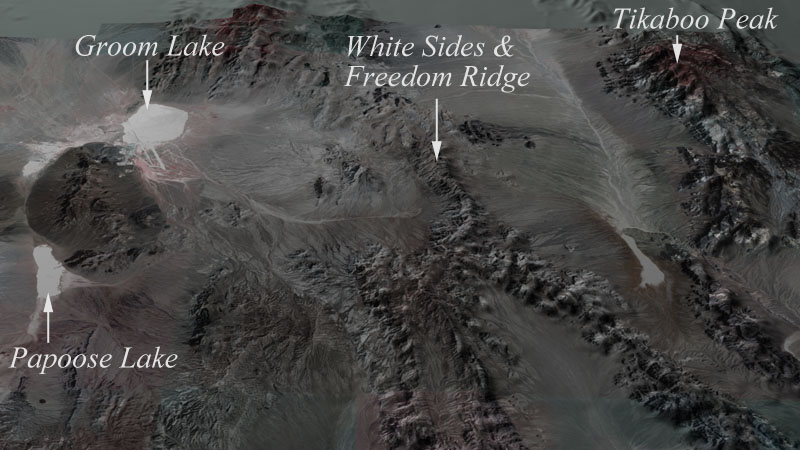 Tikaboo Peak
Groom Lake
White Sides &
Freedom Ridge
Papoose Lake